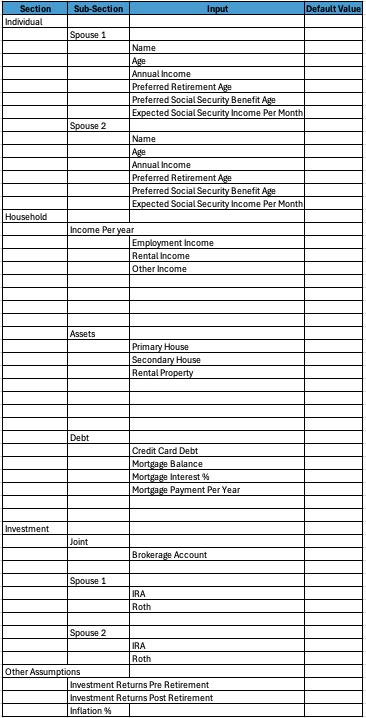 Section Sub-Section Input Default Value
Individual
Spouse 1
Name
Age
Annual Income
Preferred Retirement Age
Preferred Social Security Benefit Age
Expected Social Security Income Per Month
Spouse 2
Name
Age
Annual Income
Preferred Retirement Age
Preferred Social Security Benefit Age
Expected Social Security Income Per Month
Household
Income Per year
Employment Income
Rental Income
Other Income
Assets
Primary House
Secondary House
Rental Property
Debt
Credit Card Debt
Mortgage Balance
Mortgage Interest %
Mortgage Payment Per Year
Investment
Joint
Brokerage Account
Spouse 1
IRA
Roth
Spouse 2
IRA
Roth
Other Assumptions
Investment Returns Pre Retirement
Investment Returns Post Retirement
Inflation %